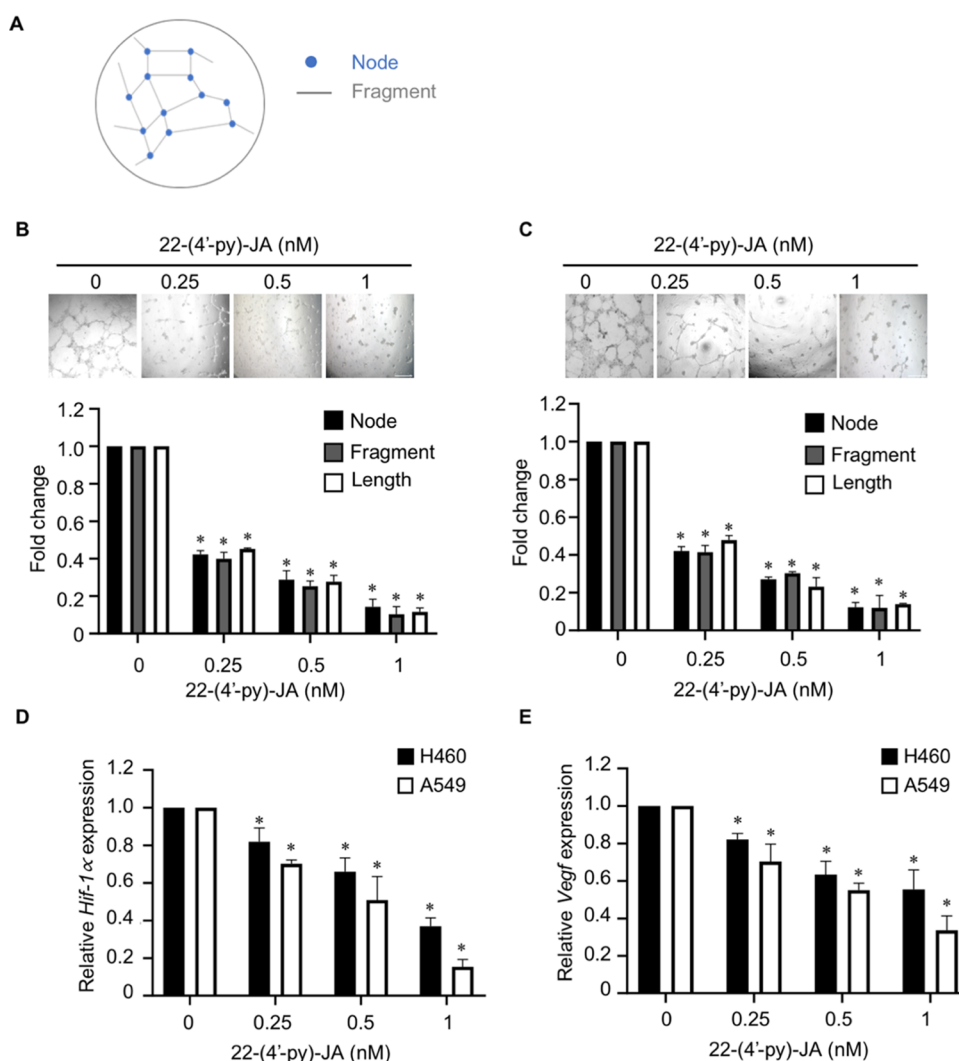 A
Node
Fragment
B
22-(4'-py)-JA (nM)
0 0.25 0.5 1
1.2
1.0
0.8
0.6
0.4
0.2
0
Fold change
Node
Fragment
Length
* * * * * * * * *
0 0.25 0.5 1
22-(4'-py)-JA (nM)
C
22-(4'-py)-JA (nM)
0 0.25 0.5 1
1.2
1.0
0.8
0.6
0.4
0.2
0
Fold change
Node
Fragment
Length
* * * * * * * * *
0 0.25 0.5 1
22-(4'-py)-JA (nM)
D
H460
A549
1.2
1.0
0.8
0.6
0.4
0.2
0
Relative Hif-1α expression
* * * * * *
0 0.25 0.5 1
22-(4'-py)-JA (nM)
E
H460
A549
1.2
1.0
0.8
0.6
0.4
0.2
0
Relative Vegf expression
* * * * * *
0 0.25 0.5 1
22-(4'-py)-JA (nM)